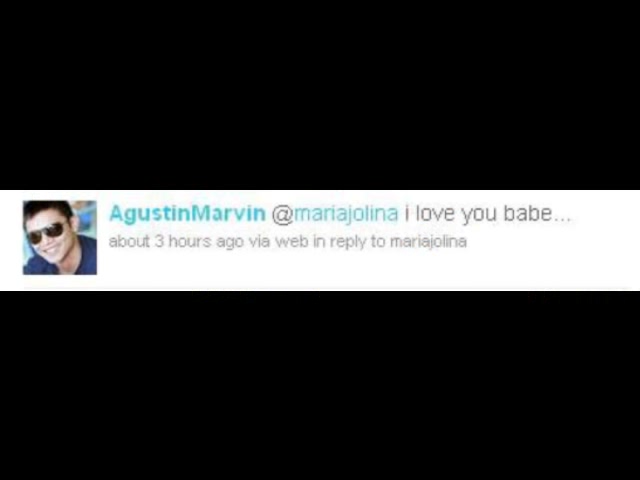 AgustinMarvin @mariajolina i love you babe...
about 3 hours ago via web in reply to mariajolina